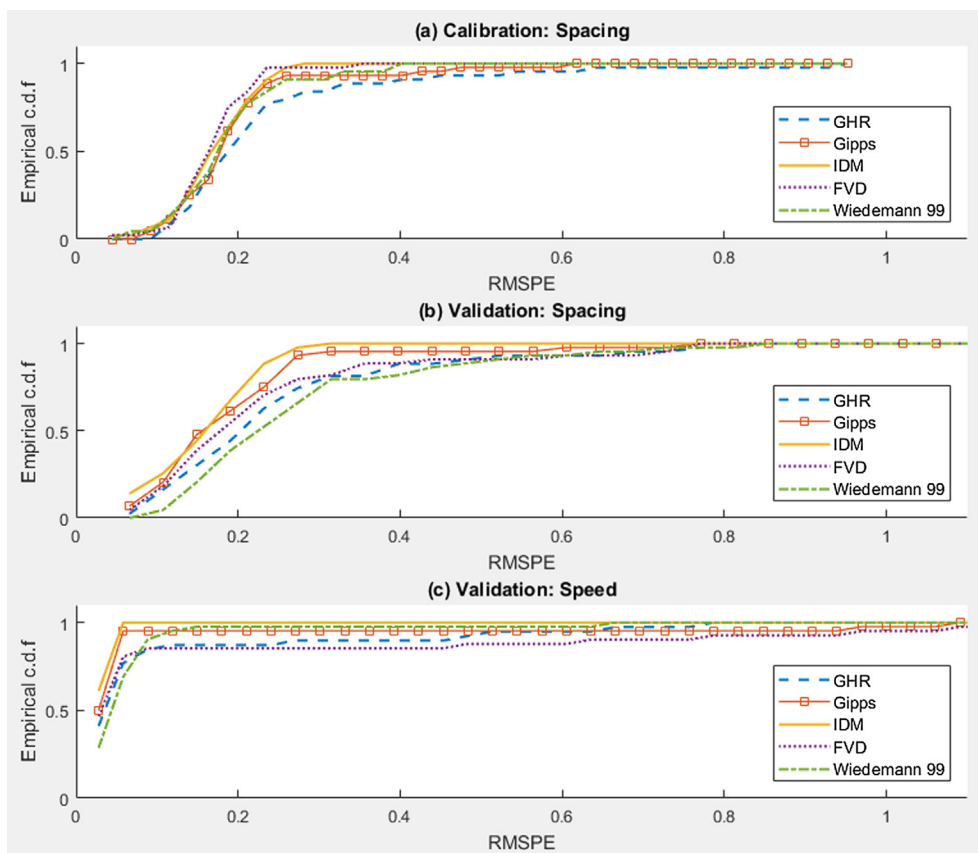 (a) Calibration: Spacing
1
0.5
0
Empirical c.d.f
GHR
Gipps
IDM
FVD
Wiedemann 99
0
0.2
0.4
0.6
0.8
1
RMSPE
(b) Validation: Spacing
1
0.5
0
Empirical c.d.f
GHR
Gipps
IDM
FVD
Wiedemann 99
0
0.2
0.4
0.6
0.8
1
RMSPE
(c) Validation: Speed
1
0.5
0
Empirical c.d.f
GHR
Gipps
IDM
FVD
Wiedemann 99
0
0.2
0.4
0.6
0.8
1
RMSPE